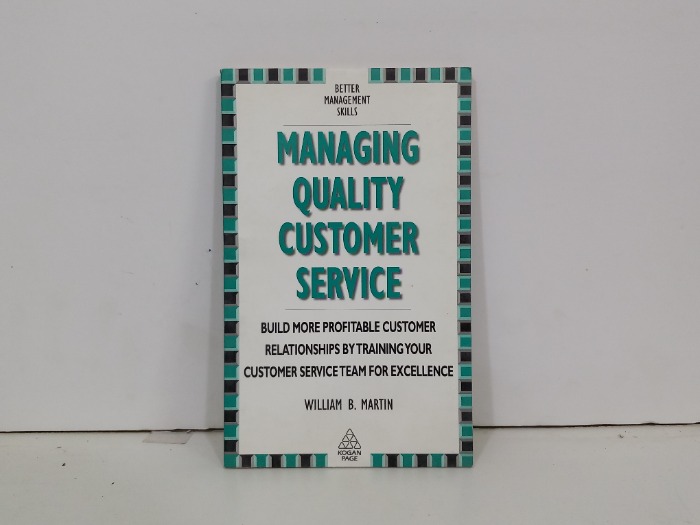 BETTER
MANAGEMENT
SKILLS
MANAGING
QUALITY
CUSTOMER
SERVICE
BUILD MORE PROFITABLE CUSTOMER
RELATIONSHIPS BY TRAINING YOUR
CUSTOMER SERVICE TEAM FOR EXCELLENCE
WILLIAM B. MARTIN
KOGAN
PAGE